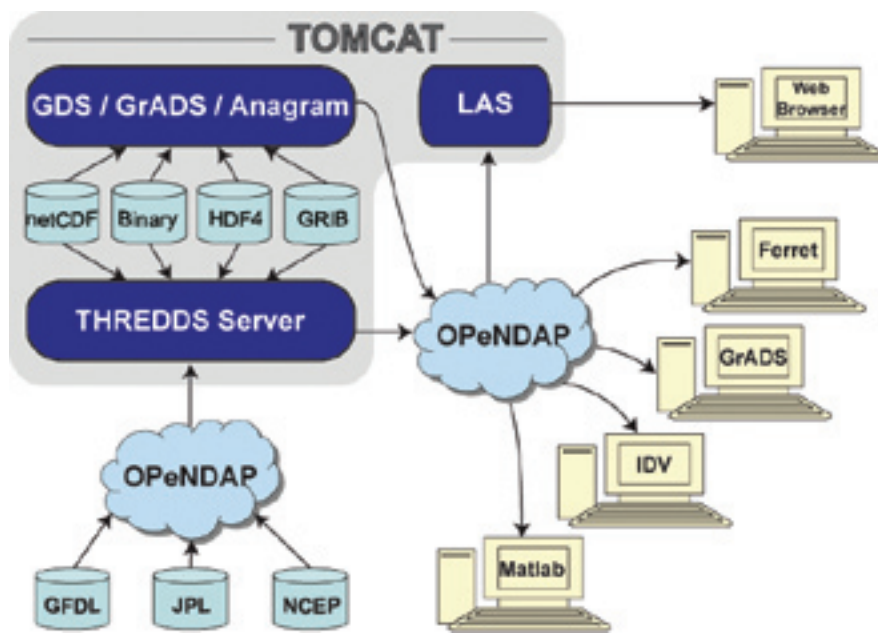 TOMCAT
GDS / GrADS / Anagram
LAS
Web
Browser
netCDF
Binary
HDF4
GRIB
Ferret
THREDDS Server
OPeNDAP
GrADS
OPeNDAP
IDV
Matlab
GFDL
JPL
NCEP